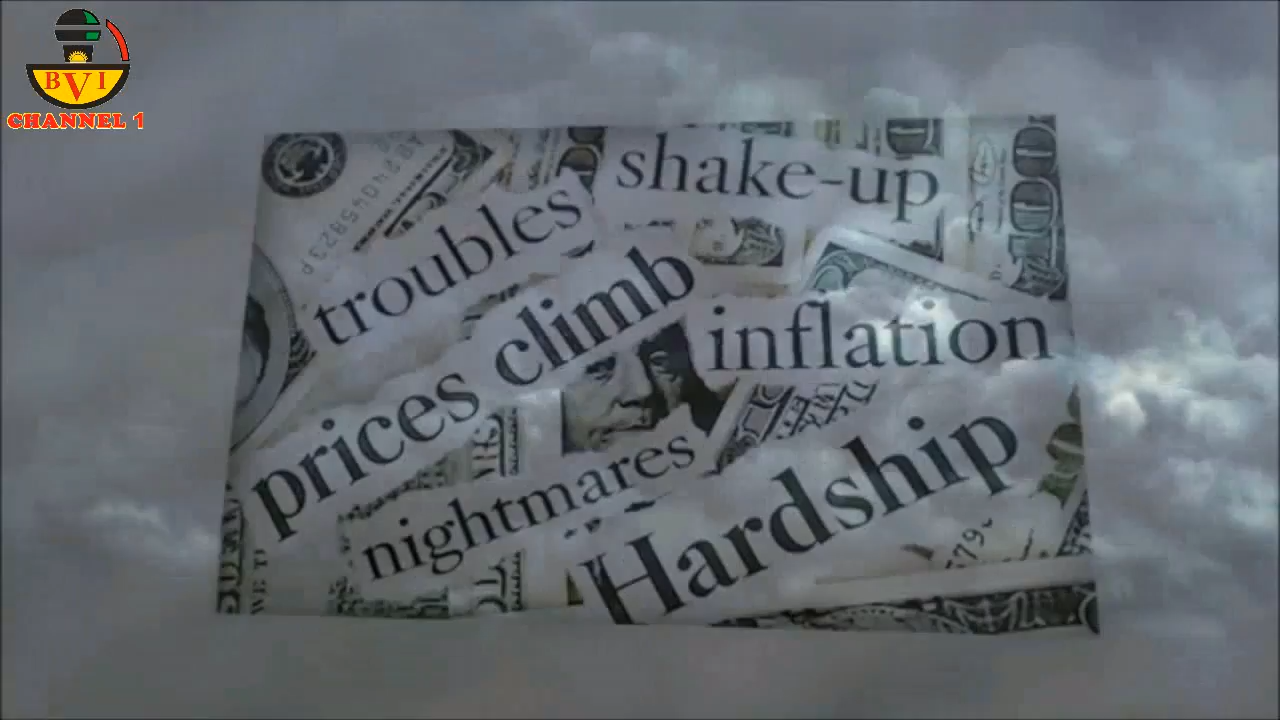 BVI
CHANNEL 1
shake-up
troubles
prices climb
inflation
nightmares
Hardship